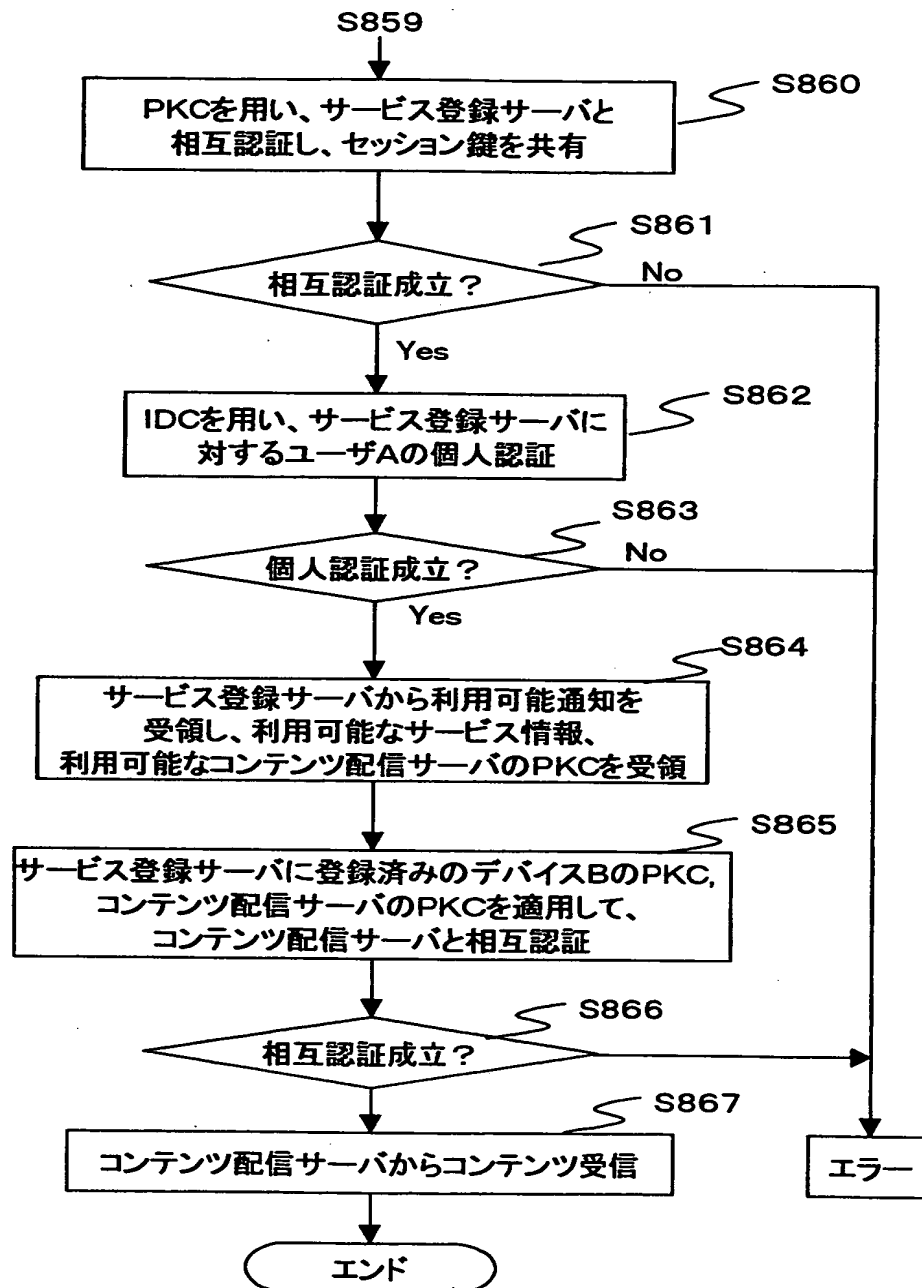 S859
S860
PKCを用い、サービス登録サーバと
相互認証し、セッション鍵を共有
S861
相互認証成立?
No
Yes
S862
IDCを用い、サービス登録サーバに
対するユーザAの個人認証
S863
個人認証成立?
No
Yes
S864
サービス登録サーバから利用可能通知を
受領し、利用可能なサービス情報、
利用可能なコンテンツ配信サーバのPKCを受領
S865
サービス登録サーバに登録済みのデバイスBのPKC,
コンテンツ配信サーバのPKCを適用して、
コンテンツ配信サーバと相互認証
S866
相互認証成立?
S867
コンテンツ配信サーバからコンテンツ受信
エラー
エンド